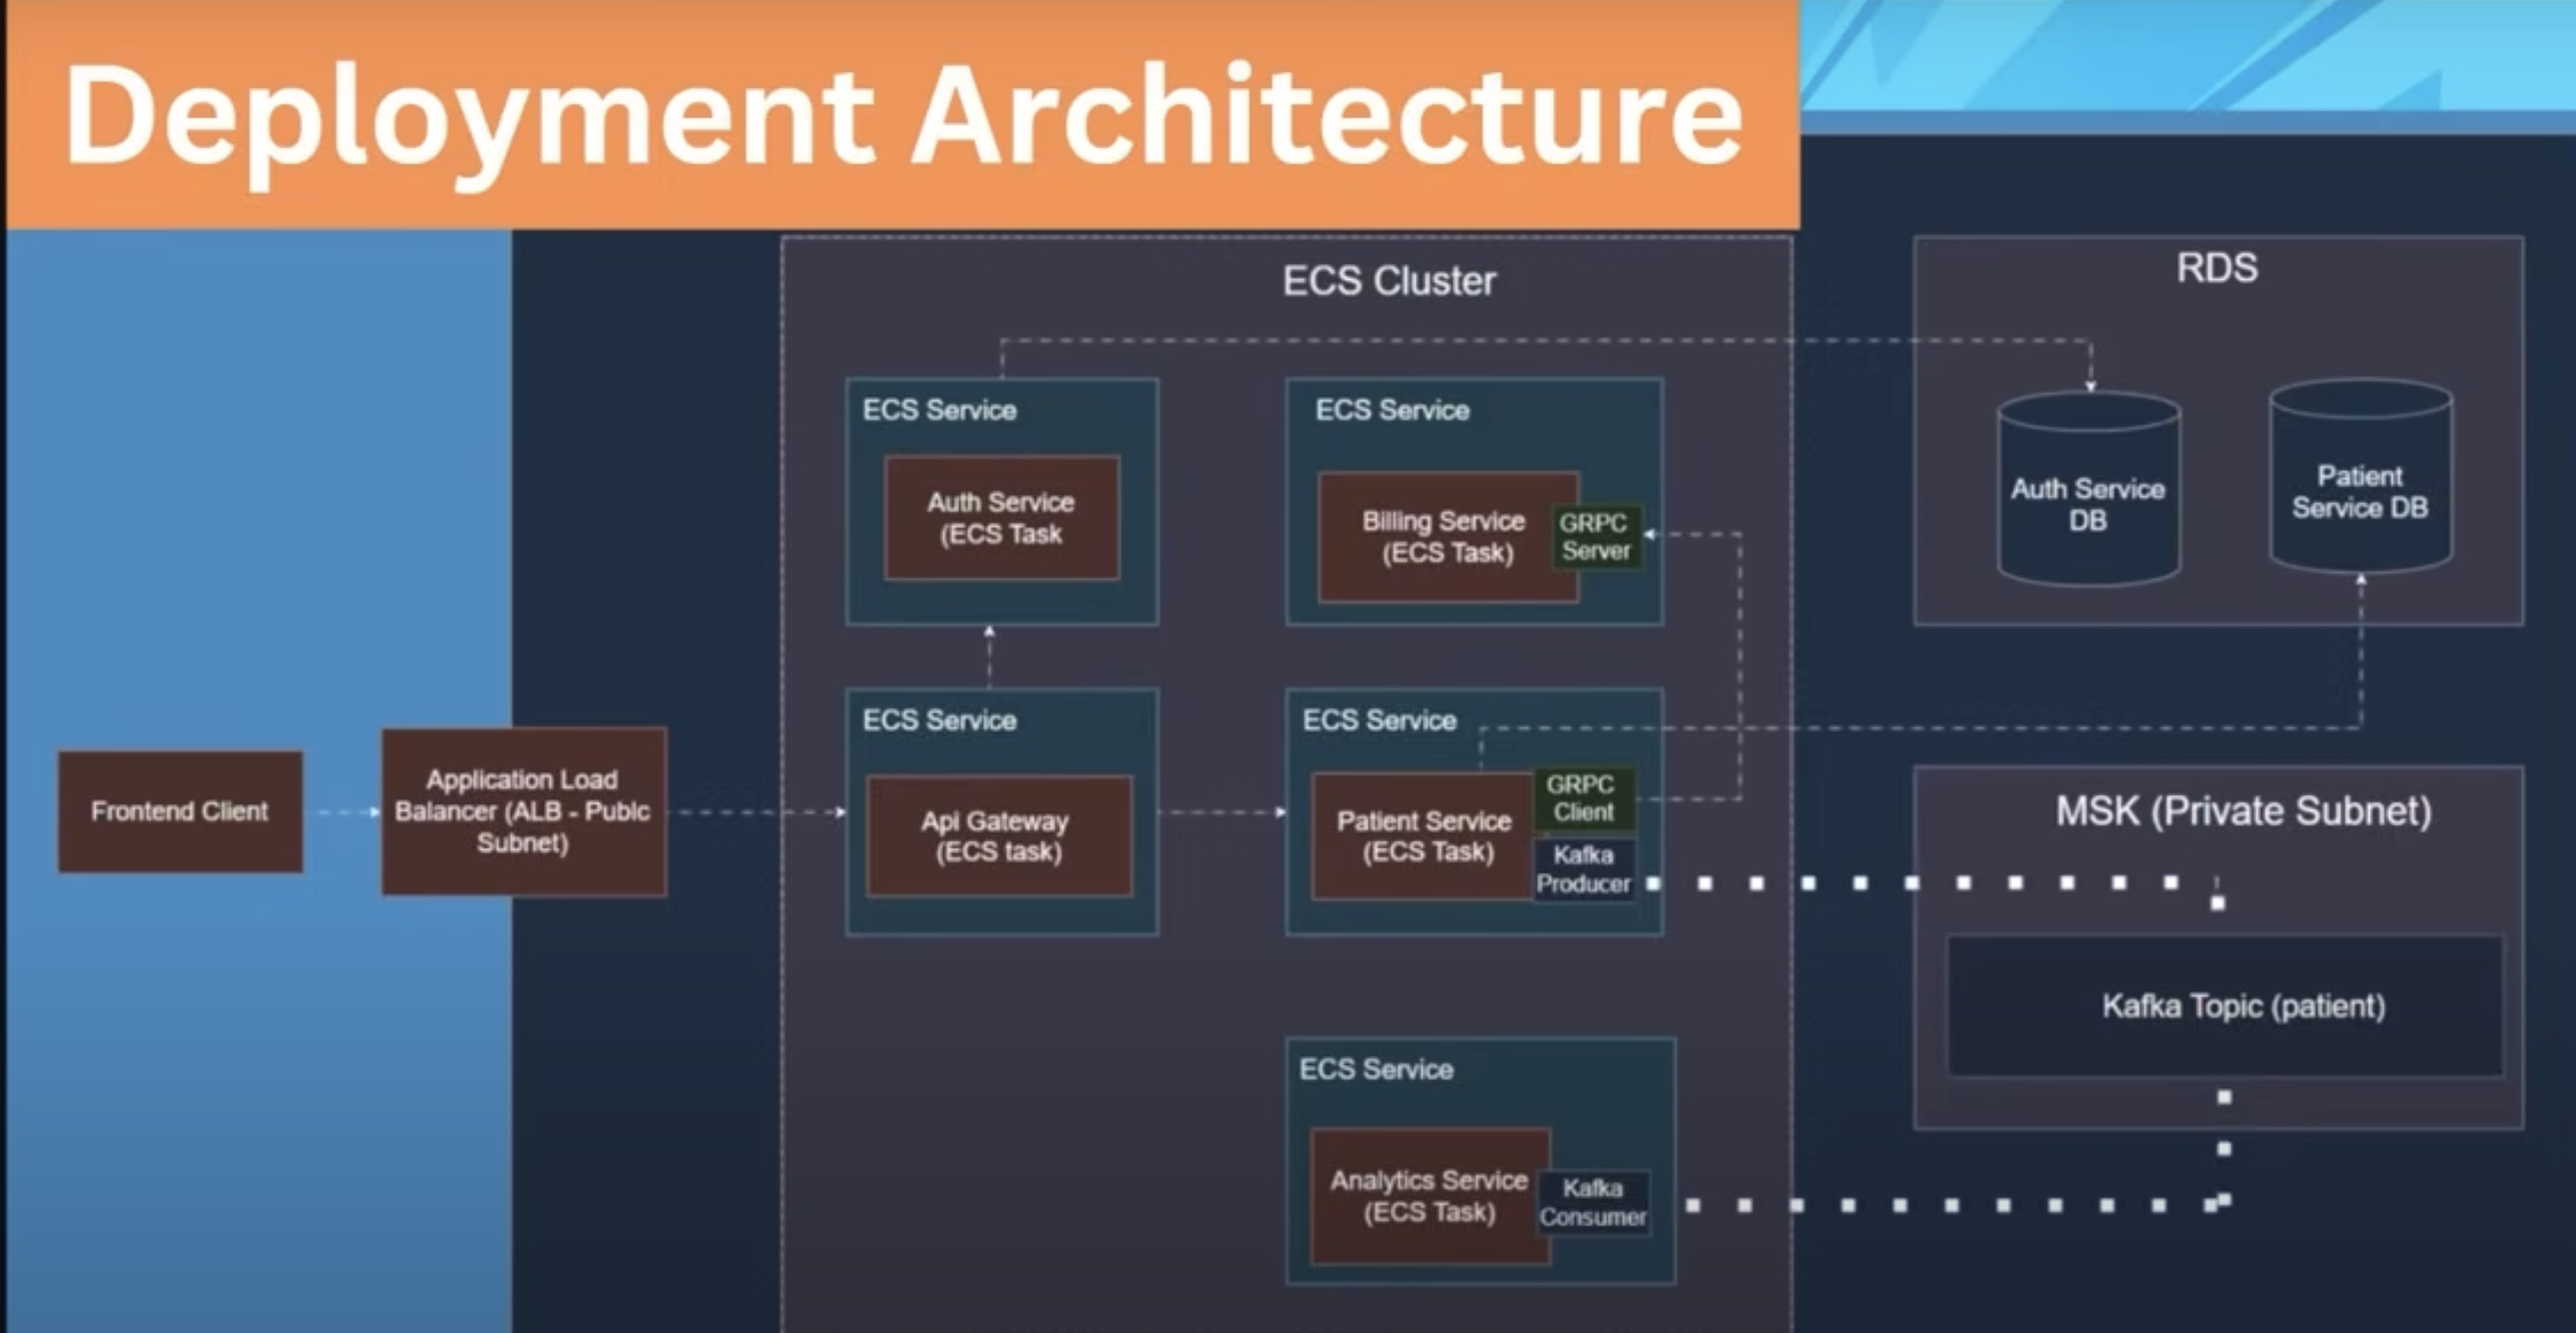 Deployment Architecture
ECS Cluster
RDS
ECS Service
Auth Service
(ECS Task
ECS Service
Billing Service
(ECS Task)
GRPC
Server
Auth Service
DB
Patient
Service DB
Frontend Client
Application Load
Balancer (ALB - Publc
Subnet)
ECS Service
Api Gateway
(ECS task)
ECS Service
Patient Service
(ECS Task)
GRPC
Client
Kafka
Producer
MSK (Private Subnet)
Kafka Topic (patient)
ECS Service
Analytics Service
(ECS Task)
Kafka
Consumer